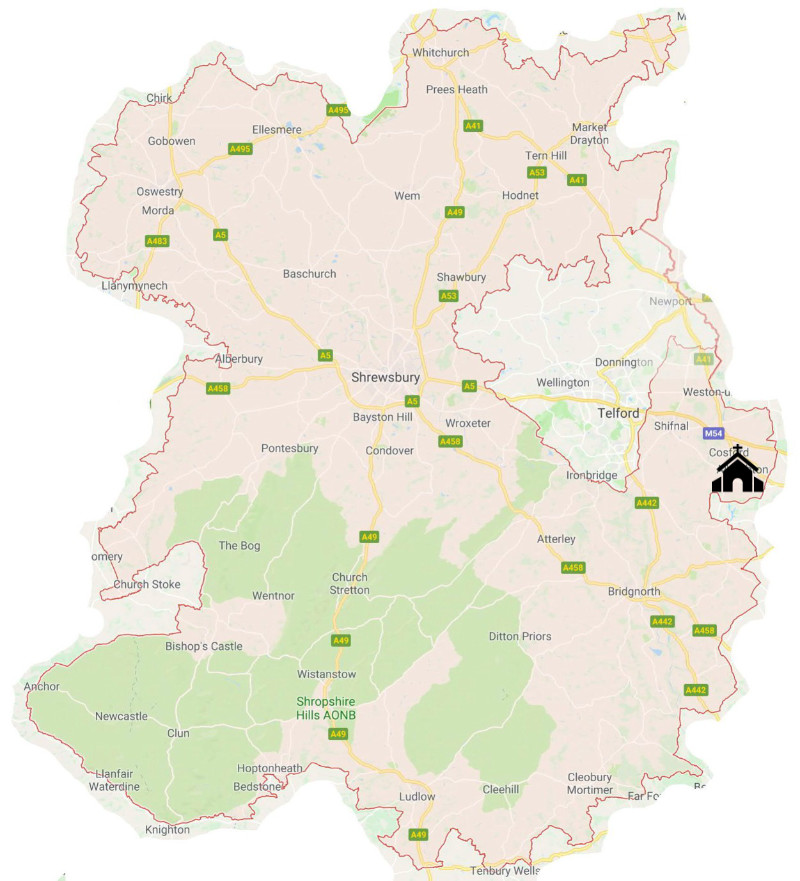 M
Whitchurch
Prees Heath
Chirk
A495
A41
Ellesmere
Market
Drayton
Gobowen
A495
Tern Hill
A53
A41
Oswestry
Wem
Hodnet
Morda
A49
A5
A483
Baschurch
Shawbury
Llanymynech
A53
Newport
Alberbury
A5
A41
Donnington
Shrewsbury
Wellington
A458
A5
Weston-u
A5
Telford
Bayston Hill
Wroxeter
Shifnal
M54
A458
Pontesbury
Condover
Cosford
on
Ironbridge
A442
A49
Atterley
The Bog
omery
A458
Church Stoke
Church
Stretton
Wentnor
Bridgnorth
A442
A458
A49
Ditton Priors
Bishop's Castle
Wistanstow
Anchor
A442
Shropshire
Hills AONB
Newcastle
Clun
A49
Hoptonheath
Llanfair
Waterdine
Bedstone
Cleobury
Mortimer
Cleehill
Ludlow
Far Fo
Be
Knighton
A49
Tenbury Wells